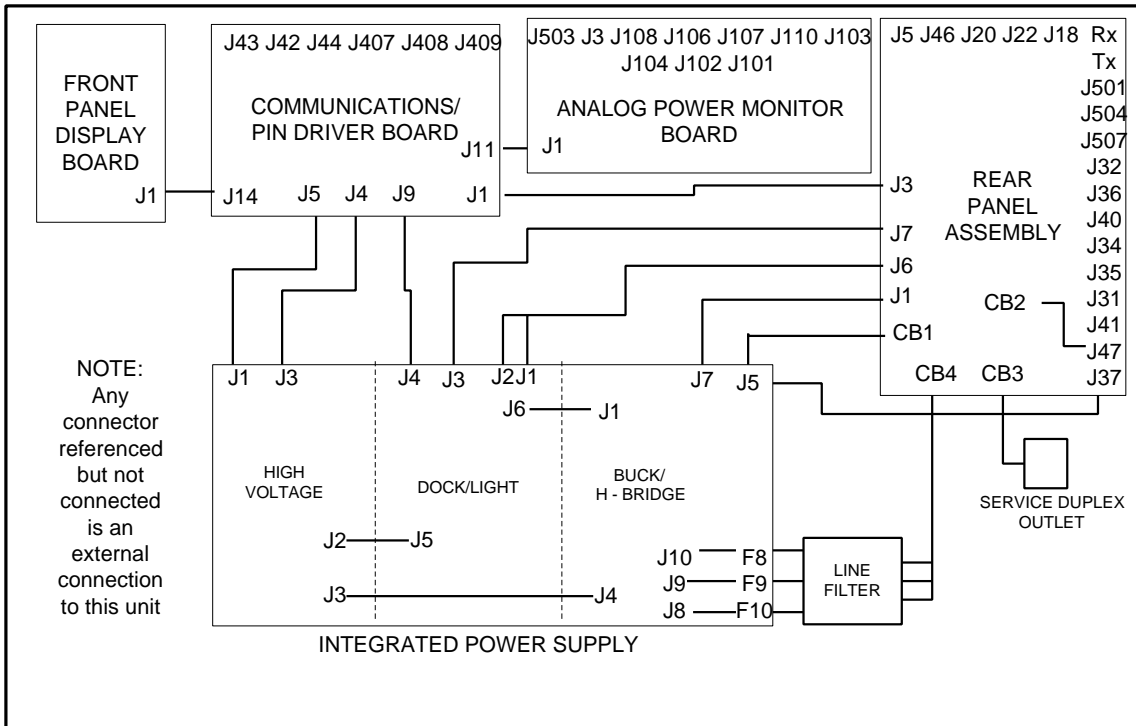 J43 J42 J44 J407 J408 J409
J503 J3 J108 J106 J107 J110 J103
J104 J102 J101
J5 J46 J20 J22 J18 Rx
Tx
J501
J504
J507
J32
J36
J40
J34
J35
J31
J41
J47
J37
FRONT
PANEL
DISPLAY
BOARD
J1
COMMUNICATIONS/
PIN DRIVER BOARD
J11
J14 J5 J4 J9 J1
ANALOG POWER MONITOR
BOARD
J1
REAR
PANEL
ASSEMBLY
J3
J7
J6
J1
CB1
CB2
CB4 CB3
NOTE:
Any
connector
referenced
but not
connected
is an
external
connection
to this unit
J1 J3 J4 J3 J2 J1 J7 J5
J6 J1
HIGH
VOLTAGE
DOCK/LIGHT
BUCK/
H - BRIDGE
J2 J5
J3 J4
J10 F8
J9 F9
J8 F10
LINE
FILTER
SERVICE DUPLEX
OUTLET
INTEGRATED POWER SUPPLY